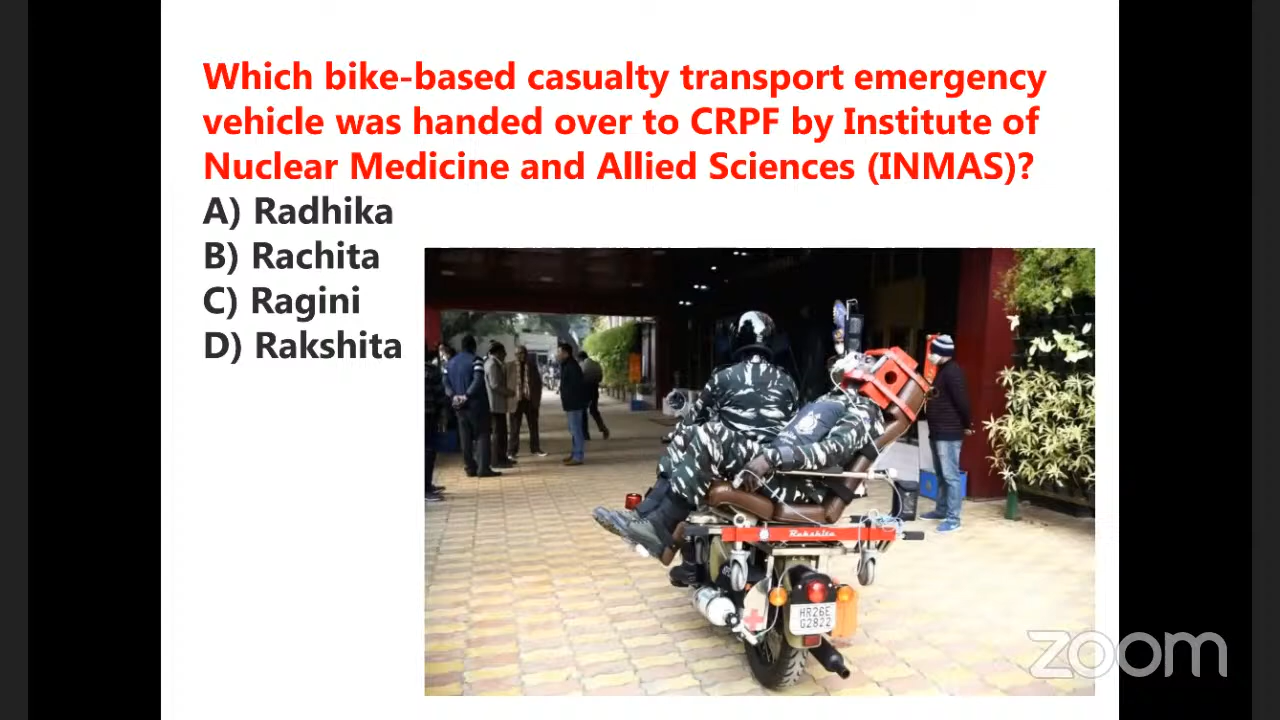 Which bike-based casualty transport emergency
vehicle was handed over to CRPF by Institute of
Nuclear Medicine and Allied Sciences (INMAS)?
A) Radhika
B) Rachita
C) Ragini
D) Rakshita
Rakshita
HR26E
G2822
zoom